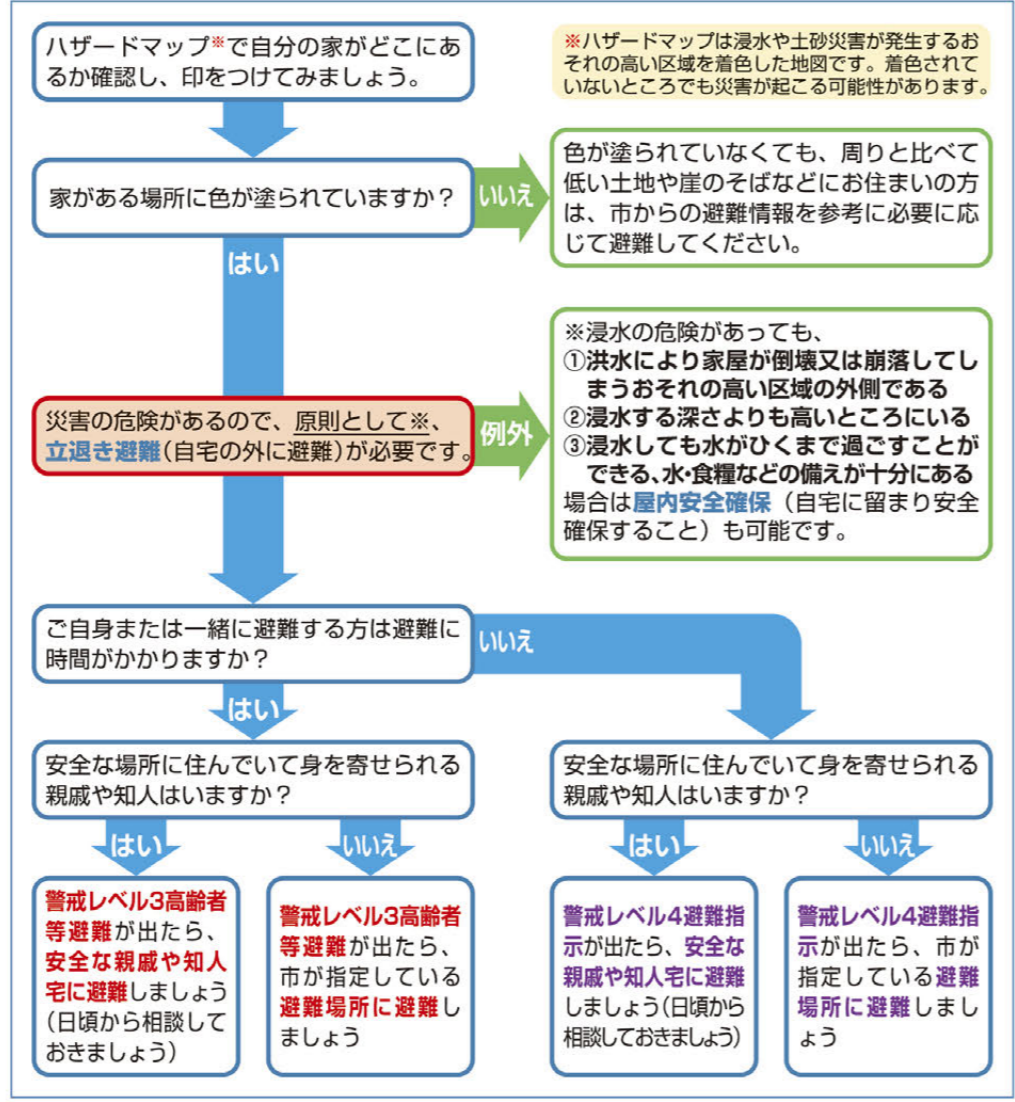 ハザードマップ※で自分の家がどこにあ
るか確認し、印をつけてみましょう。
※ハザードマップは浸水や土砂災害が発生するお
それの高い区域を着色した地図です。着色されて
いないところでも災害が起こる可能性があります。
家がある場所に色が塗られていますか？
いいえ
色が塗られていなくても、周りと比べて
低い土地や崖のそばなどにお住まいの方
は、市からの避難情報を参考に必要に応
じて避難してください。
はい
災害の危険があるので、原則として※、
立退き避難(自宅の外に避難)が必要です。
例外
※浸水の危険があっても、
①洪水により家屋が倒壊又は崩落してし
まうおそれの高い区域の外側である
②浸水する深さよりも高いところにいる
③浸水しても水がひくまで過ごすことが
できる、水・食糧などの備えが十分にある
場合は屋内安全確保（自宅に留まり安全
確保すること）も可能です。
ご自身または一緒に避難する方は避難に
時間がかかりますか？
いいえ
はい
安全な場所に住んでいて身を寄せられる
親戚や知人はいますか？
はい
いいえ
警戒レベル3高齢者
等避難が出たら、
安全な親戚や知人
宅に避難しましょう
(日頃から相談して
おきましょう)
警戒レベル3高齢者
等避難が出たら、
市が指定している
避難場所に避難し
ましょう
安全な場所に住んでいて身を寄せられる
親戚や知人はいますか？
はい
いいえ
警戒レベル4避難指
示が出たら、安全な
親戚や知人宅に避難
しましょう(日頃から
相談しておきましょう)
警戒レベル4避難指
示が出たら、市が
指定している避難
場所に避難しまし
ょう